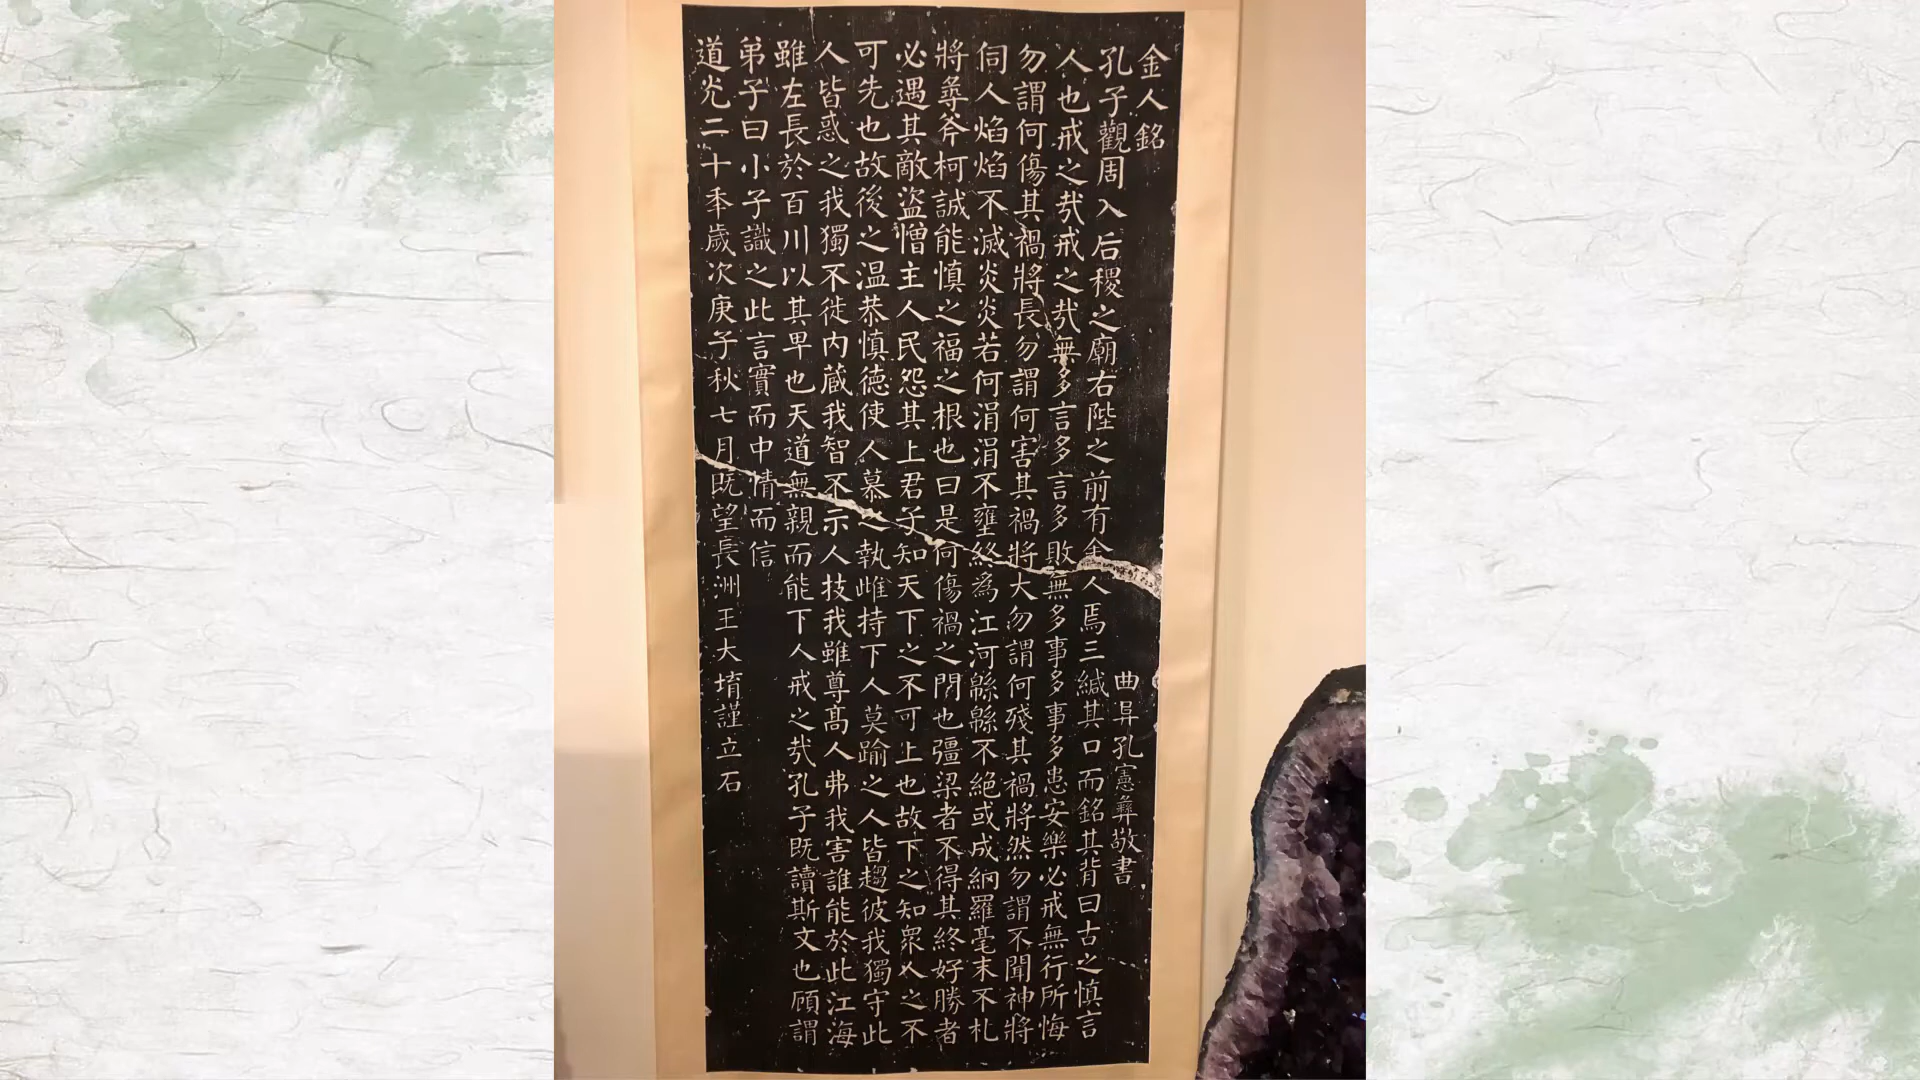 金人銘
曲阜孔憲彝敬書
孔子觀周入后稷之廟右陛之前有金人焉三緘其口而銘其背曰古之慎言
人也戒之㦲戒之㦲無多言多言多敗無多事多事多患安樂必戒無行所悔
勿謂何傷其禍將長勿謂何害其禍將大勿謂何殘其禍將然勿謂不聞神將
伺人焰焰不滅炎炎若何涓涓不壅終為江河緜緜不絕或成網羅毫末不札
將尋斧柯誠能慎之福之根也曰是何傷禍之門也彊梁者不得其終好勝者
必遇其敵盜憎主人民怨其上君子知天下之不可上也故下之知眾人之不
可先也故後之温恭慎德使人慕之執雌持下人莫踰之人皆趨彼我獨守此
人皆惑之我獨不徙内蔵我智不示人技我雖尊髙人弗我害誰能於此江海
雖左長於百川以其卑也天道無親而能下人戒之㦲孔子既讀斯文也顧謂
弟子曰小子識之此言實而中情而信
道光二十秊歲次庚子秋七月既望長洲王大堉謹立石